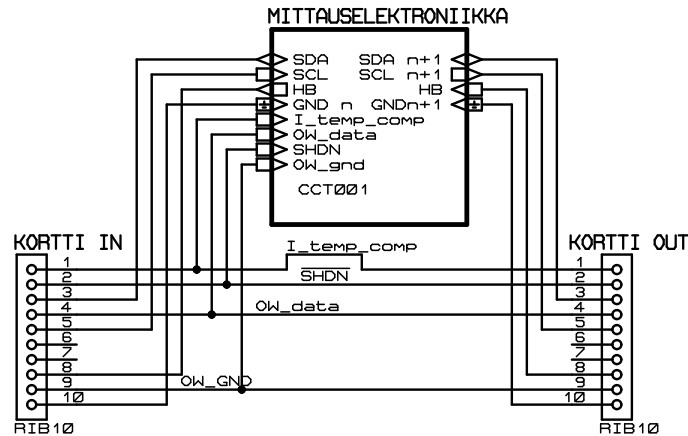 MITTAUSELEKTRONIIKKA
SDA SDA n+1
SCL SCL n+1
HB HB
GND n GNDn+1
I_temp_comp
OW_data
SHDN
OW_gnd
CCT001
KORTTI IN KORTTI OUT
I_temp_comp
1 1
SHDN
2 2
3 3
OW_data
4 4
5 5
6 6
7 7
8 8
OW_GND
9 9
10 10
RIB10 RIB10